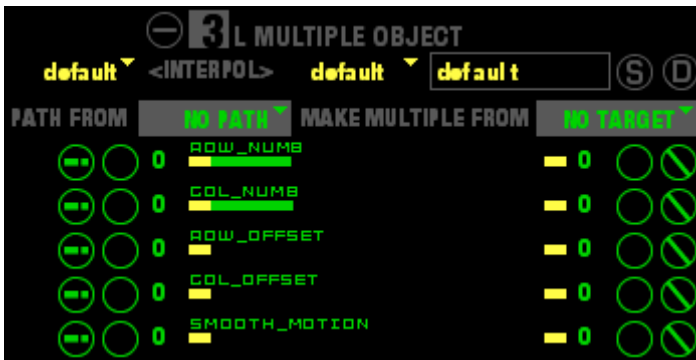 3 L MULTIPLE OBJECT
default <INTERPOL> default default S D
PATH FROM NO PATH MAKE MULTIPLE FROM NO TARGET
0 ROW_NUMB 0
0 COL_NUMB 0
0 ROW_OFFSET 0
0 COL_OFFSET 0
0 SMOOTH_MOTION 0